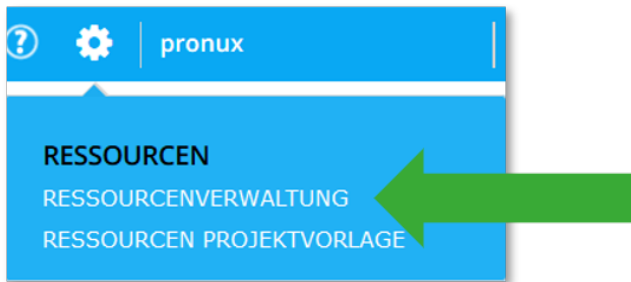 ? pronux
RESSOURCEN
RESSOURCENVERWALTUNG
RESSOURCEN PROJEKTVORLAGE